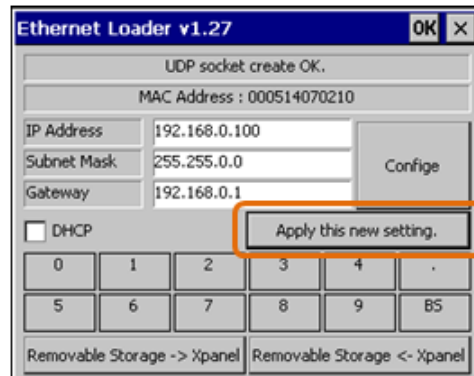 Ethernet Loader v1.27 OK ×
UDP socket create OK.
MAC Address : 000514070210
IP Address 192.168.0.100
Subnet Mask 255.255.0.0
Confige
Gateway 192.168.0.1
DHCP Apply this new setting.
0 1 2 3 4 .
5 6 7 8 9 BS
Removable Storage -> Xpanel Removable Storage <- Xpanel